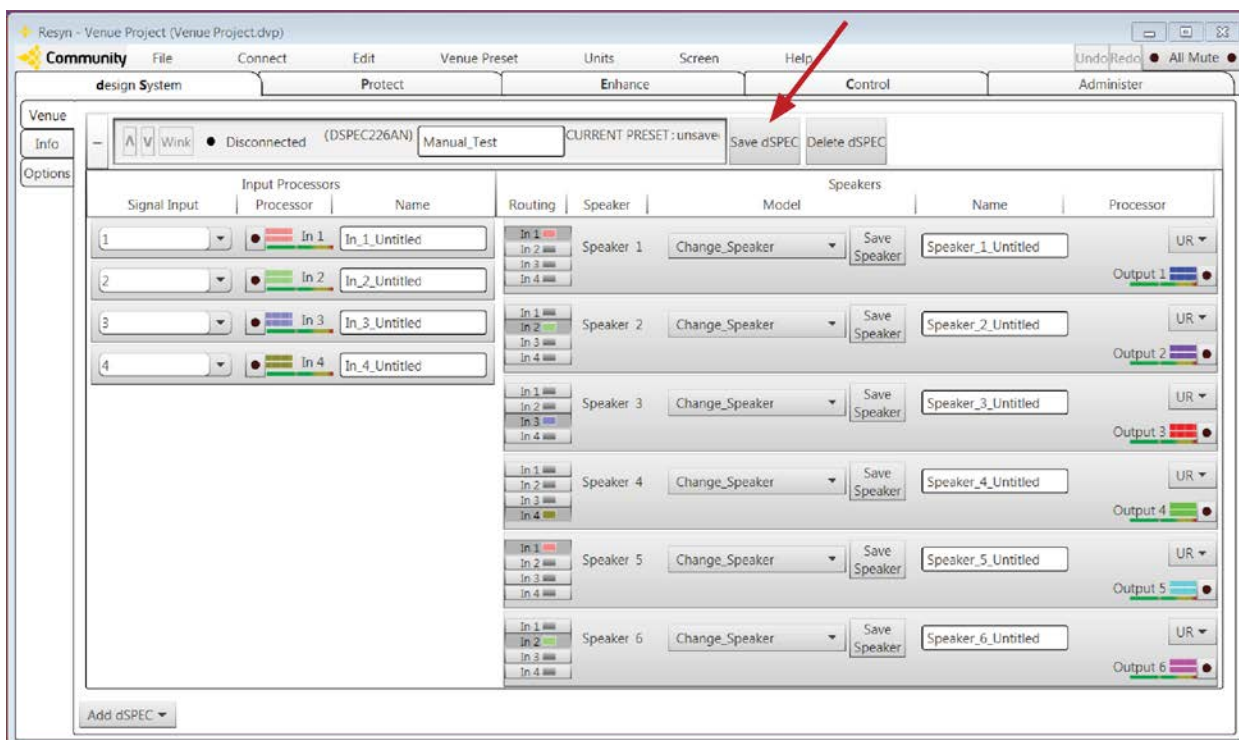 Resyn - Venue Project (Venue Project.dvp)
Community File Connect Edit Venue Preset Units Screen Help Undo Redo All Mute
design System Protect Enhance Control Administer
Venue
Info
Options
- Λ V Wink Disconnected (DSPEC226AN) Manual_Test CURRENT PRESET: unsave Save dSPEC Delete dSPEC
Input Processors Speakers
Signal Input Processor Name Routing Speaker Model Name Processor
1 In 1 In_1_Untitled
2 In 2 In_2_Untitled
3 In 3 In_3_Untitled
4 In 4 In_4_Untitled
In 1 In 2 In 3 In 4 Speaker 1 Change_Speaker Save Speaker Speaker_1_Untitled UR Output 1
In 1 In 2 In 3 In 4 Speaker 2 Change_Speaker Save Speaker Speaker_2_Untitled UR Output 2
In 1 In 2 In 3 In 4 Speaker 3 Change_Speaker Save Speaker Speaker_3_Untitled UR Output 3
In 1 In 2 In 3 In 4 Speaker 4 Change_Speaker Save Speaker Speaker_4_Untitled UR Output 4
In 1 In 2 In 3 In 4 Speaker 5 Change_Speaker Save Speaker Speaker_5_Untitled UR Output 5
In 1 In 2 In 3 In 4 Speaker 6 Change_Speaker Save Speaker Speaker_6_Untitled UR Output 6
Add dSPEC